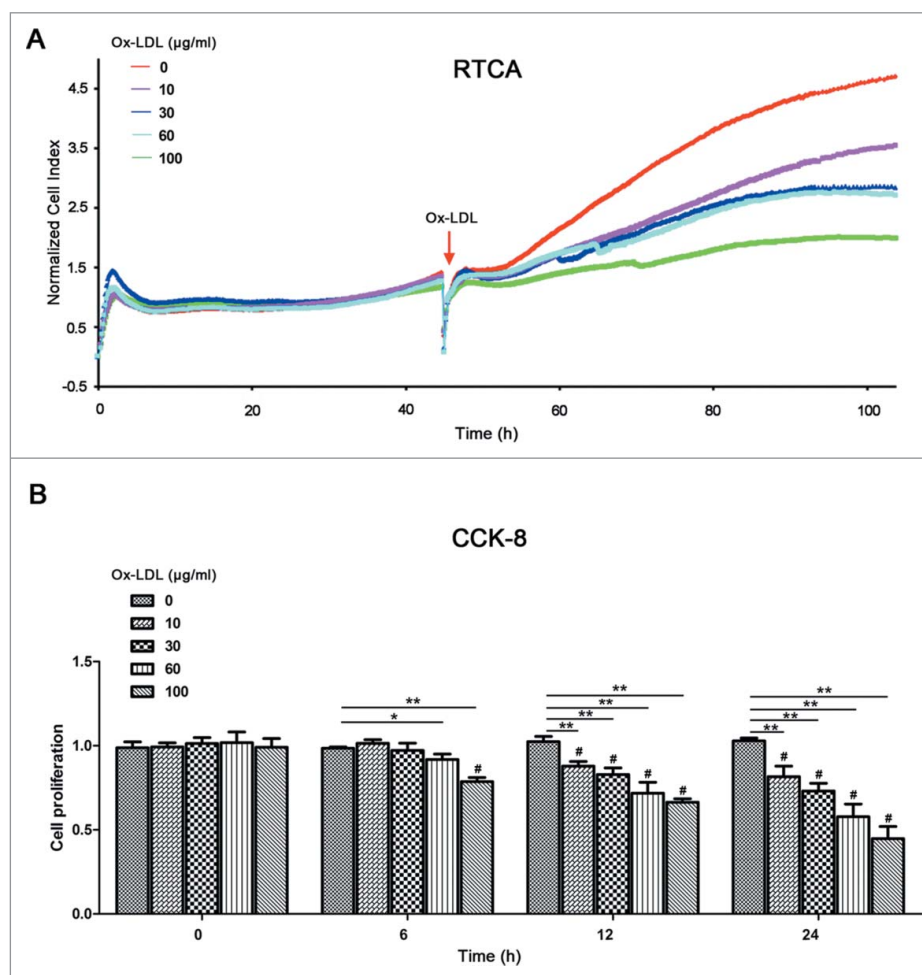 A
Ox-LDL (μg/ml)
RTCA
0
10
30
60
100
4.5
3.5
2.5
1.5
0.5
-0.5
Normalized Cell Index
Ox-LDL
0 20 40 60 80 100
Time (h)
B
CCK-8
Ox-LDL (μg/ml)
0
10
30
60
100
1.5
1.0
0.5
0.0
Cell proliferation
** ** **
** **
* ** **
** **
# # # # # # # # #
0 6 12 24
Time (h)